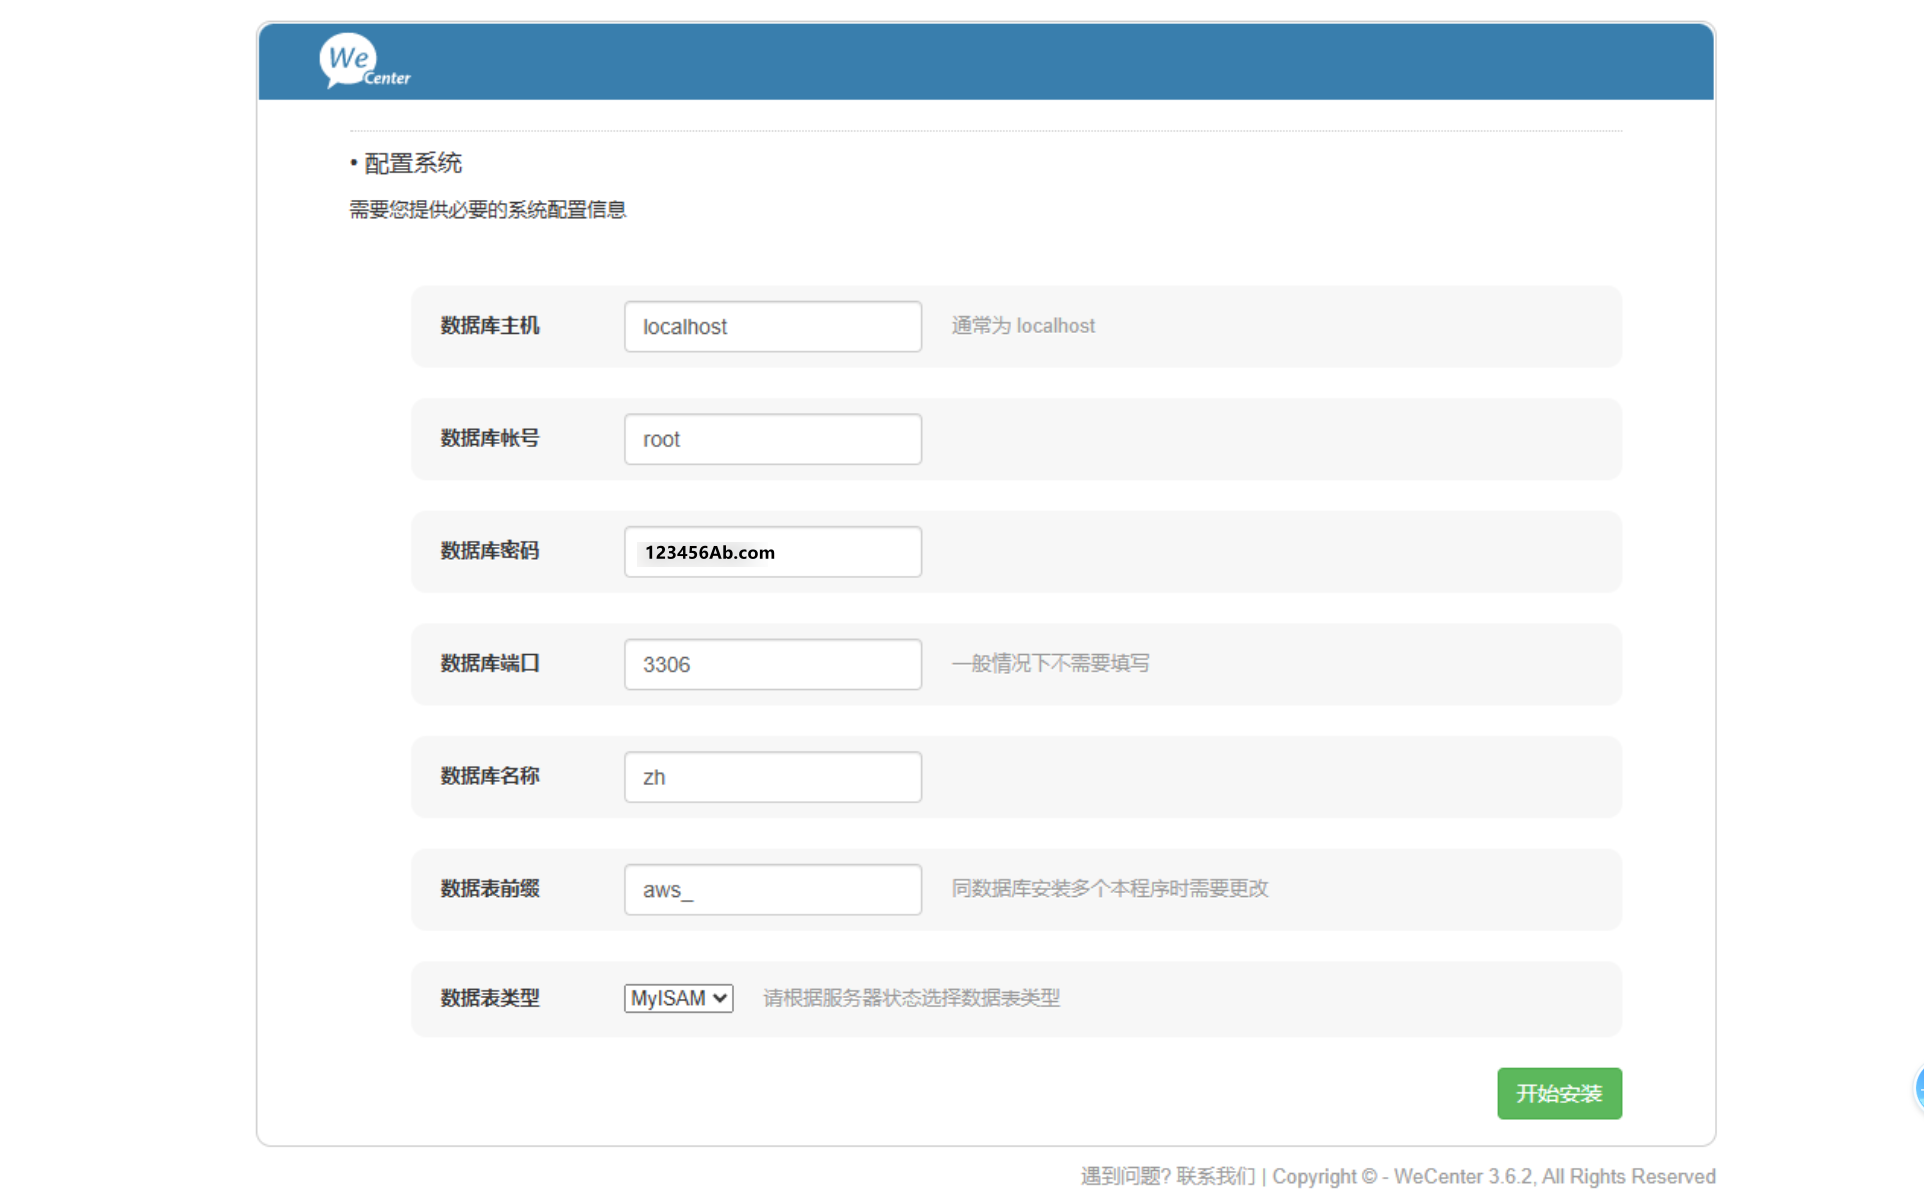 We Center
• 配置系统
需要您提供必要的系统配置信息
数据库主机 localhost 通常为 localhost
数据库帐号 root
数据库密码 123456Ab.com
数据库端口 3306 一般情况下不需要填写
数据库名称 zh
数据表前缀 aws_ 同数据库安装多个本程序时需要更改
数据表类型 MyISAM 请根据服务器状态选择数据表类型
开始安装
遇到问题? 联系我们 | Copyright © - WeCenter 3.6.2, All Rights Reserved